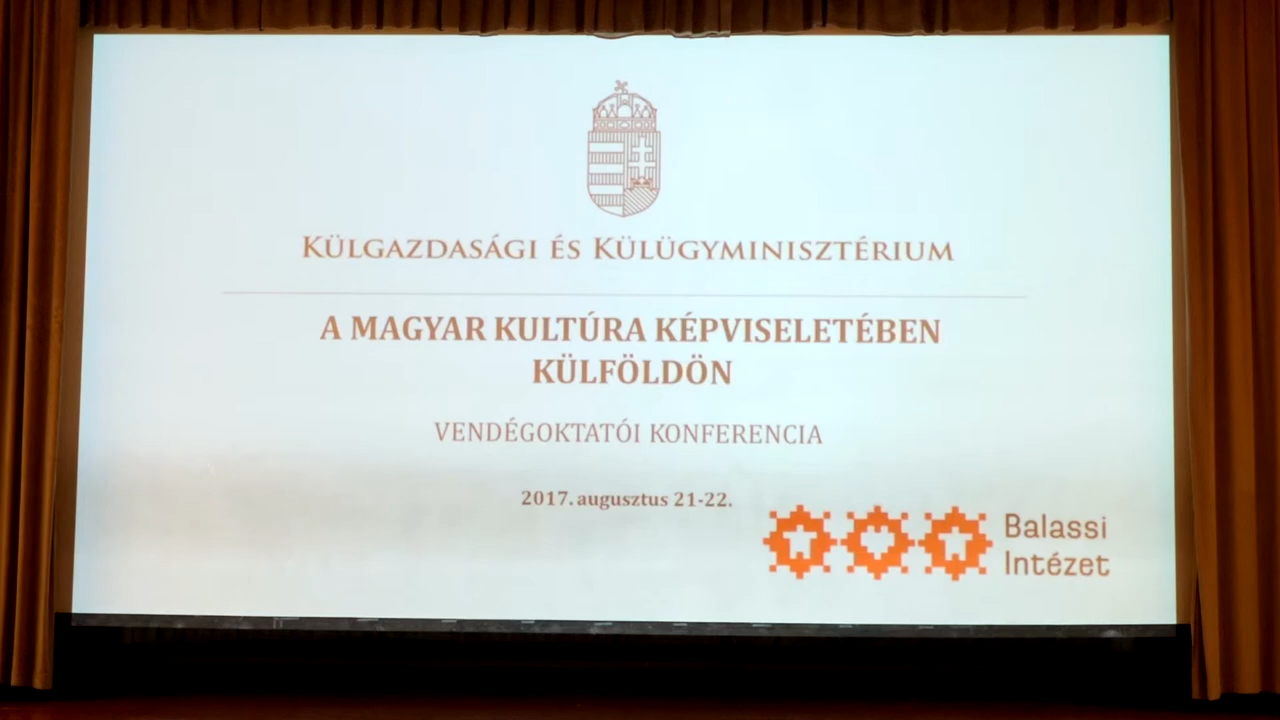 KÜLGAZDASÁGI ÉS KÜLÜGYMINISZTÉRIUM
A MAGYAR KULTÚRA KÉPVISELETÉBEN
KÜLFÖLDÖN
VENDÉGOKTATÓI KONFERENCIA
2017. augusztus 21-22.
Balassi
Intézet